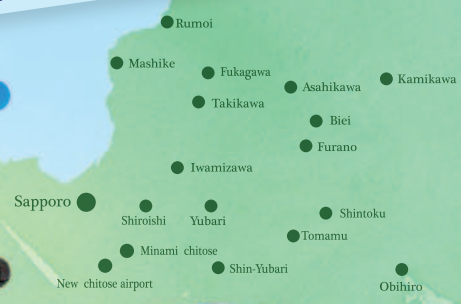 Rumoi
Mashike
Fukagawa
Kamikawa
Asahikawa
Takikawa
Biei
Furano
Iwamizawa
Sapporo
Shiroishi
Yubari
Shintoku
Tomamu
Minami chitose
New chitose airport
Shin-Yubari
Obihiro